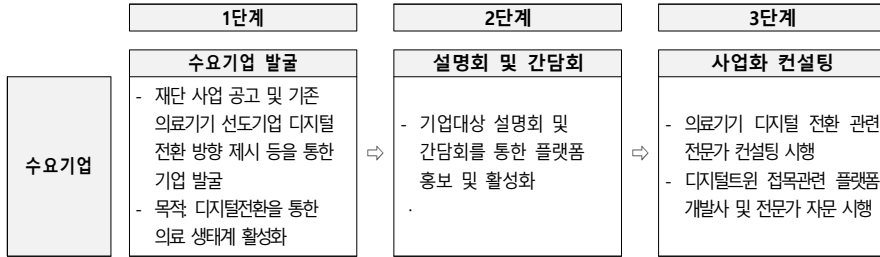 1단계
2단계
3단계
수요기업 발굴
설명회 및 간담회
사업화 컨설팅
수요기업
- 재단 사업 공고 및 기존
의료기기 선도기업 디지털
전환 방향 제시 등을 통한
기업 발굴
- 목적: 디지털전환을 통한
의료 생태계 활성화
⇨
- 기업대상 설명회 및
간담회를 통한 플랫폼
홍보 및 활성화
.
⇨
- 의료기기 디지털 전환 관련
전문가 컨설팅 시행
- 디지털트윈 접목관련 플랫폼
개발사 및 전문가 자문 시행